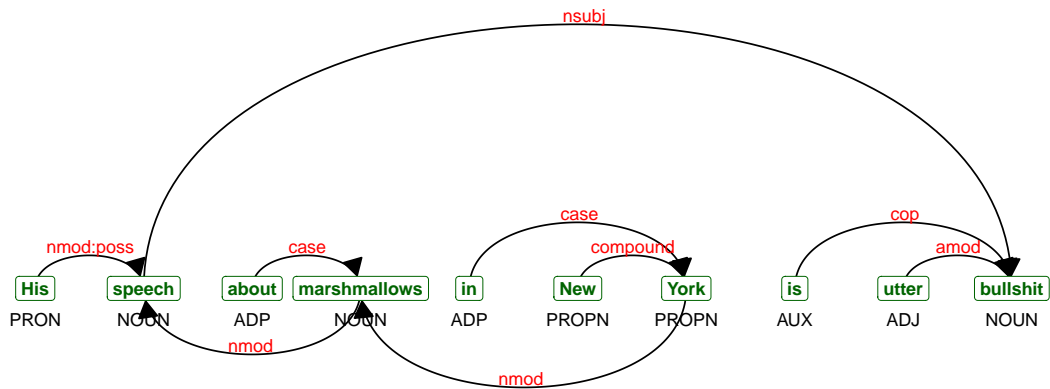 nsubj
case
cop
nmod:poss case compound amod
His speech about marshmallows in New York is utter bullshit
PRON NOUN ADP NOUN ADP PROPN PROPN AUX ADJ NOUN
nmod
nmod